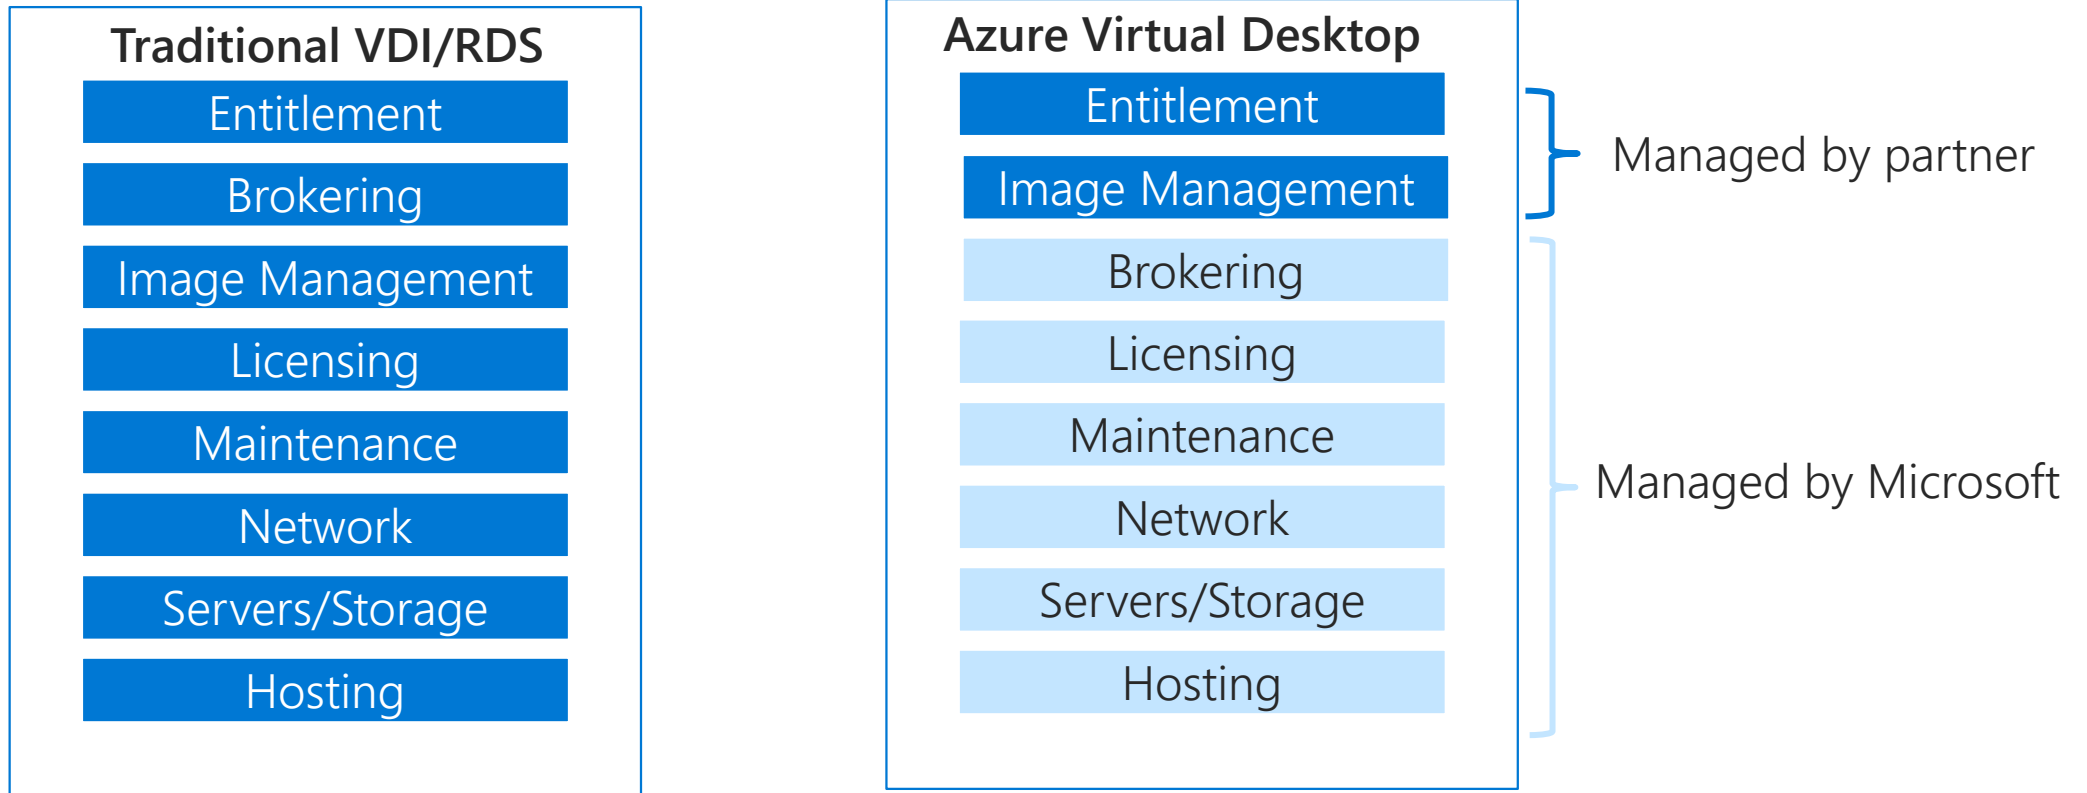 Traditional VDI/RDS
Entitlement
Brokering
Image Management
Licensing
Maintenance
Network
Servers/Storage
Hosting
Azure Virtual Desktop
Entitlement
Image Management
Brokering
Licensing
Maintenance
Network
Servers/Storage
Hosting
Managed by partner
Managed by Microsoft